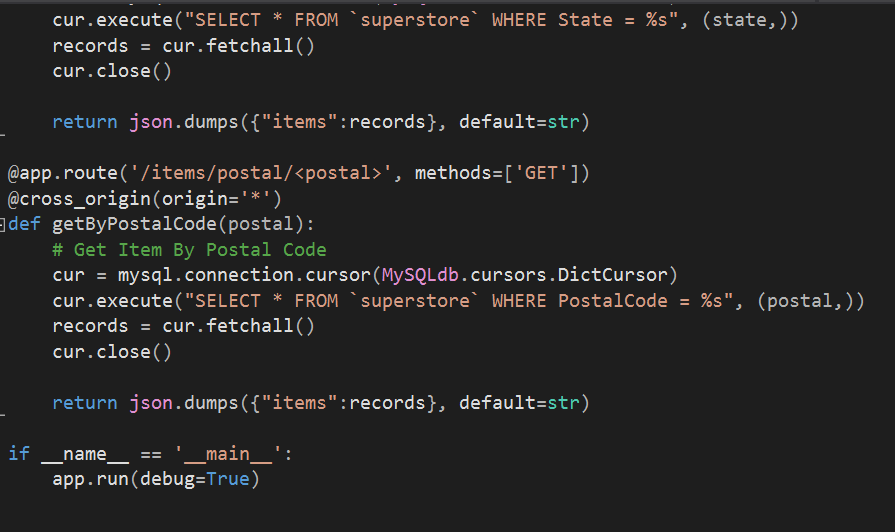 cur.execute("SELECT * FROM `superstore` WHERE State = %s", (state,))
records = cur.fetchall()
cur.close()
return json.dumps({"items":records}, default=str)
@app.route('/items/postal/<postal>', methods=['GET'])
@cross_origin(origin='*')
def getByPostalCode(postal):
# Get Item By Postal Code
cur = mysql.connection.cursor(MySQLdb.cursors.DictCursor)
cur.execute("SELECT * FROM `superstore` WHERE PostalCode = %s", (postal,))
records = cur.fetchall()
cur.close()
return json.dumps({"items":records}, default=str)
if __name__ == '__main__':
app.run(debug=True)